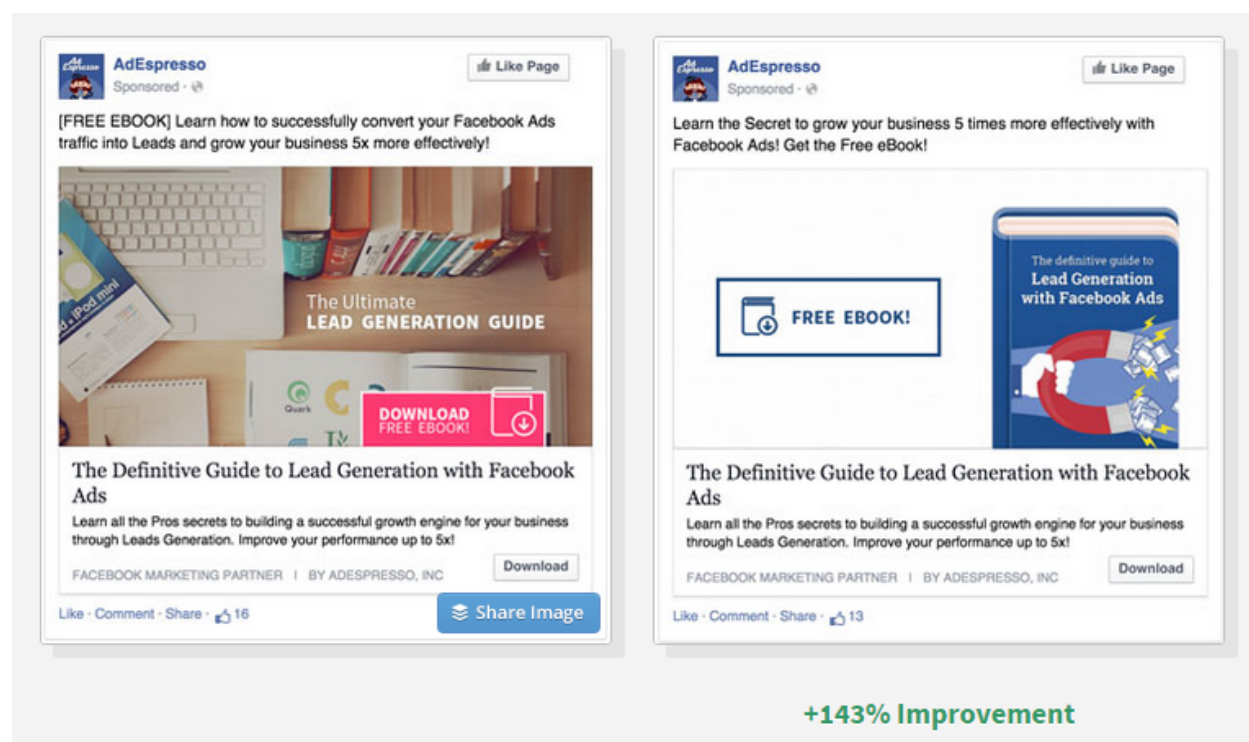 Ad Espresso
AdEspresso
Sponsored ·
Like Page
[FREE EBOOK] Learn how to successfully convert your Facebook Ads
traffic into Leads and grow your business 5x more effectively!
iPod mini
The Ultimate
LEAD GENERATION GUIDE
Quark
DOWNLOAD
FREE EBOOK!
The Definitive Guide to Lead Generation with Facebook
Ads
Learn all the Pros secrets to building a successful growth engine for your business
through Leads Generation. Improve your performance up to 5x!
FACEBOOK MARKETING PARTNER | BY ADESPRESSO, INC
Download
Like · Comment · Share · 16
Share Image
Ad Espresso
AdEspresso
Sponsored ·
Like Page
Learn the Secret to grow your business 5 times more effectively with
Facebook Ads! Get the Free eBook!
FREE EBOOK!
The definitive guide to
Lead Generation
with Facebook Ads
The Definitive Guide to Lead Generation with Facebook
Ads
Learn all the Pros secrets to building a successful growth engine for your business
through Leads Generation. Improve your performance up to 5x!
FACEBOOK MARKETING PARTNER | BY ADESPRESSO, INC
Download
Like · Comment · Share · 13
+143% Improvement